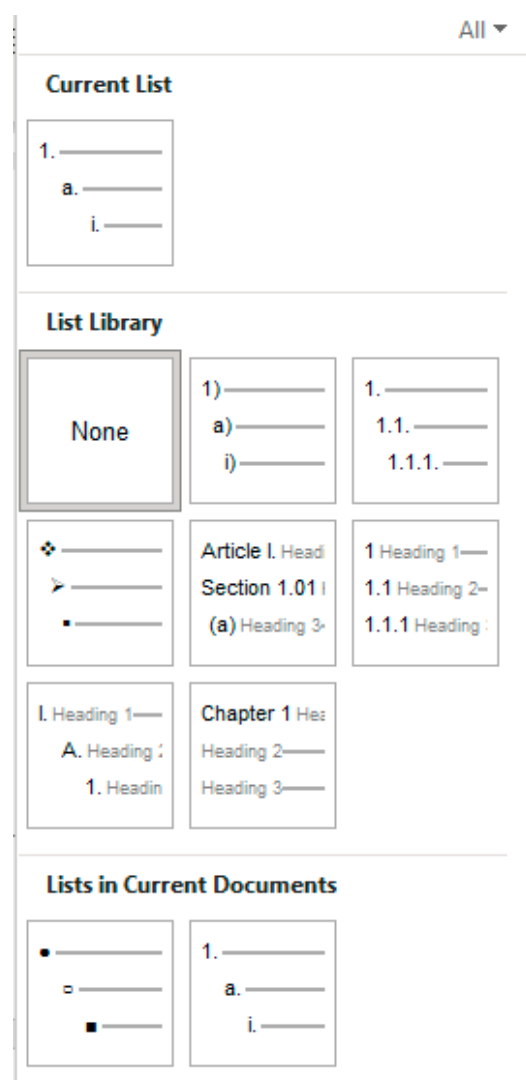 All
Current List
1.
a.
i.
List Library
None
1)
a)
i)
1.
1.1.
1.1.1.
Article I. Headi
Section 1.01
(a) Heading 3
1 Heading 1
1.1 Heading 2
1.1.1 Heading
I. Heading 1
A. Heading
1. Headin
Chapter 1 Hea
Heading 2
Heading 3
Lists in Current Documents
1.
a.
i.